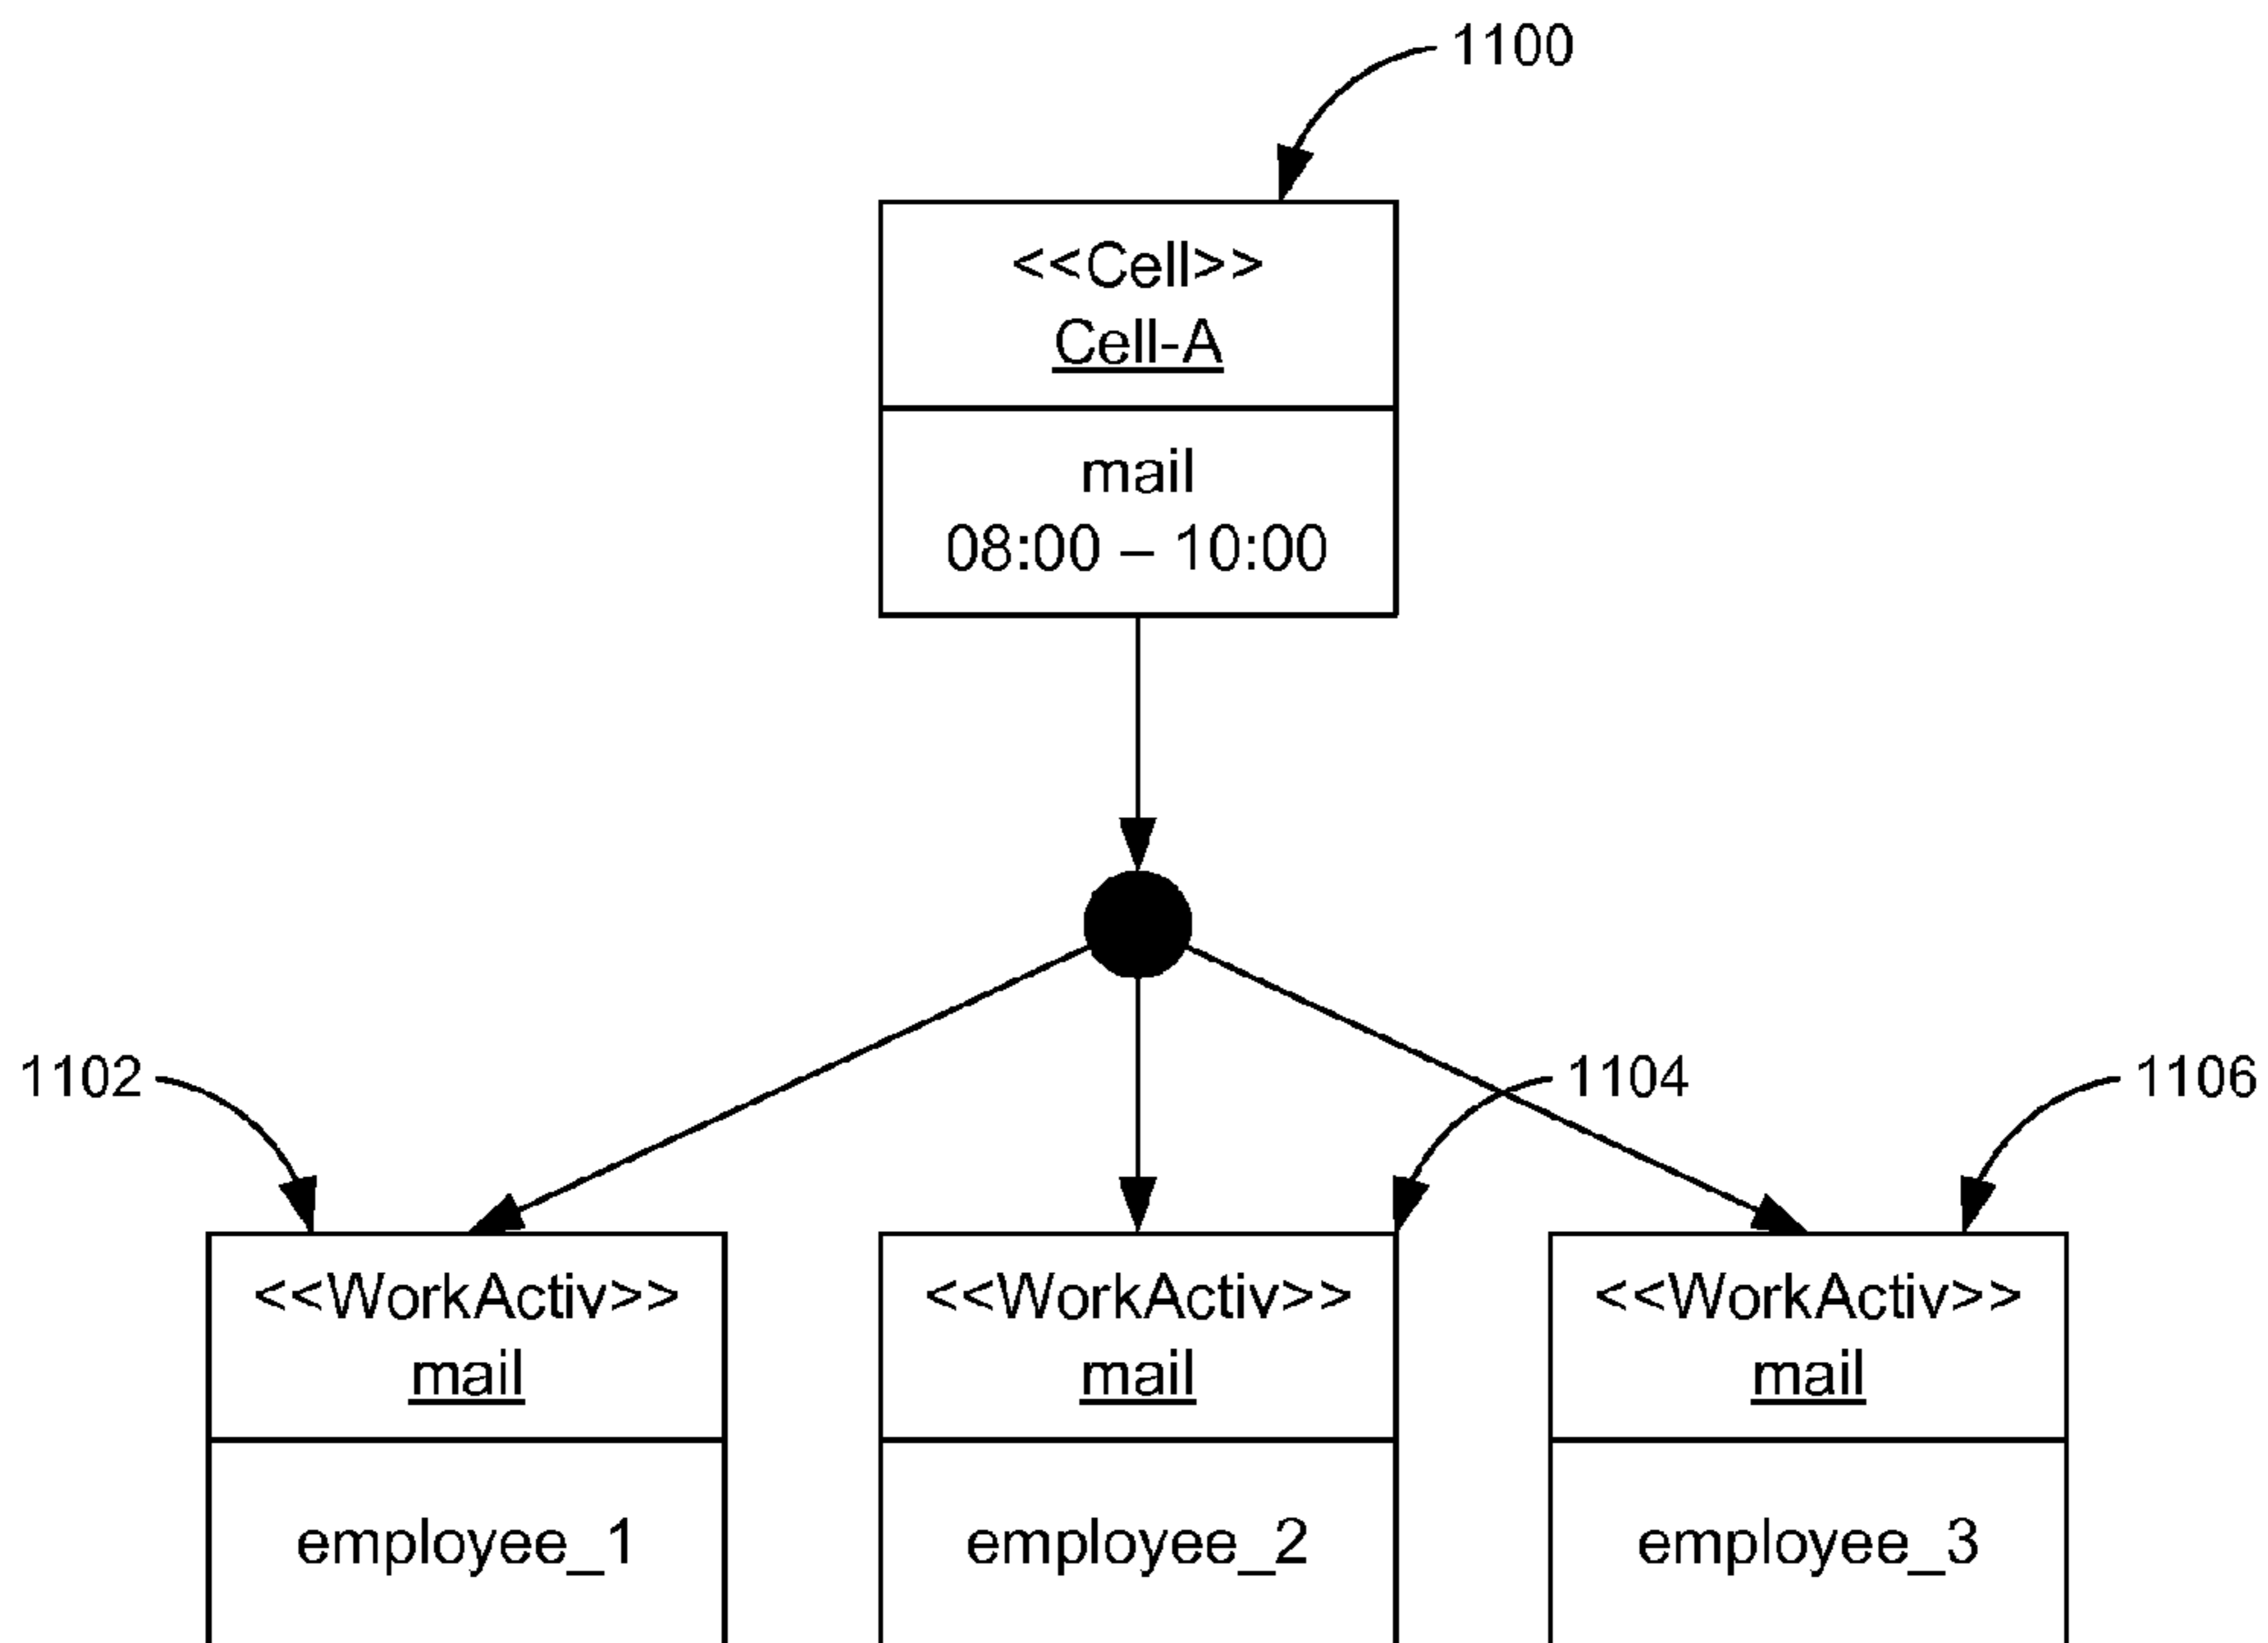 1100
<<Cell>>
Cell-A
mail
08:00 – 10:00
1102
1104
1106
<<WorkActiv>>
mail
employee_1
<<WorkActiv>>
mail
employee_2
<<WorkActiv>>
mail
employee_3